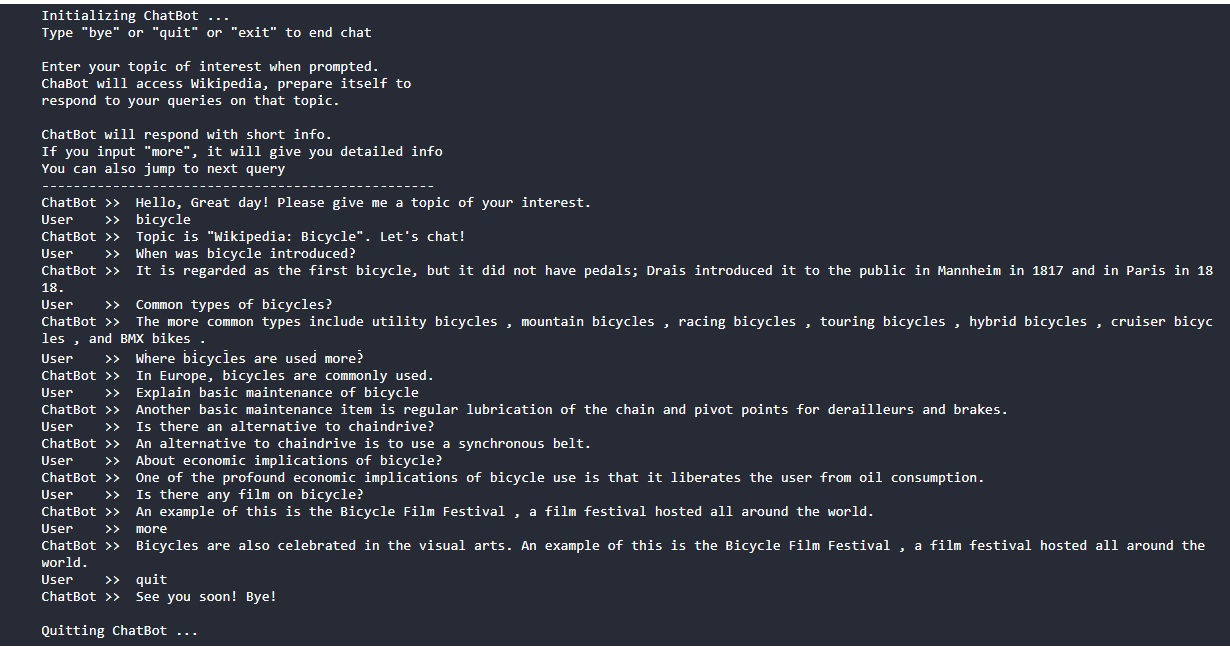 Initializing ChatBot ...
Type "bye" or "quit" or "exit" to end chat
Enter your topic of interest when prompted.
ChaBot will access Wikipedia, prepare itself to
respond to your queries on that topic.
ChatBot will respond with short info.
If you input "more", it will give you detailed info
You can also jump to next query
--------------------------------------------------
ChatBot >>  Hello, Great day! Please give me a topic of your interest.
User    >>  bicycle
ChatBot >>  Topic is "Wikipedia: Bicycle". Let's chat!
User    >>  When was bicycle introduced?
ChatBot >>  It is regarded as the first bicycle, but it did not have pedals; Drais introduced it to the public in Mannheim in 1817 and in Paris in 18
18.
User    >>  Common types of bicycles?
ChatBot >>  The more common types include utility bicycles , mountain bicycles , racing bicycles , touring bicycles , hybrid bicycles , cruiser bicyc
les , and BMX bikes .
User    >>  Where bicycles are used more?
ChatBot >>  In Europe, bicycles are commonly used.
User    >>  Explain basic maintenance of bicycle
ChatBot >>  Another basic maintenance item is regular lubrication of the chain and pivot points for derailleurs and brakes.
User    >>  Is there an alternative to chaindrive?
ChatBot >>  An alternative to chaindrive is to use a synchronous belt.
User    >>  About economic implications of bicycle?
ChatBot >>  One of the profound economic implications of bicycle use is that it liberates the user from oil consumption.
User    >>  Is there any film on bicycle?
ChatBot >>  An example of this is the Bicycle Film Festival , a film festival hosted all around the world.
User    >>  more
ChatBot >>  Bicycles are also celebrated in the visual arts. An example of this is the Bicycle Film Festival , a film festival hosted all around the
world.
User    >>  quit
ChatBot >>  See you soon! Bye!
Quitting ChatBot ...